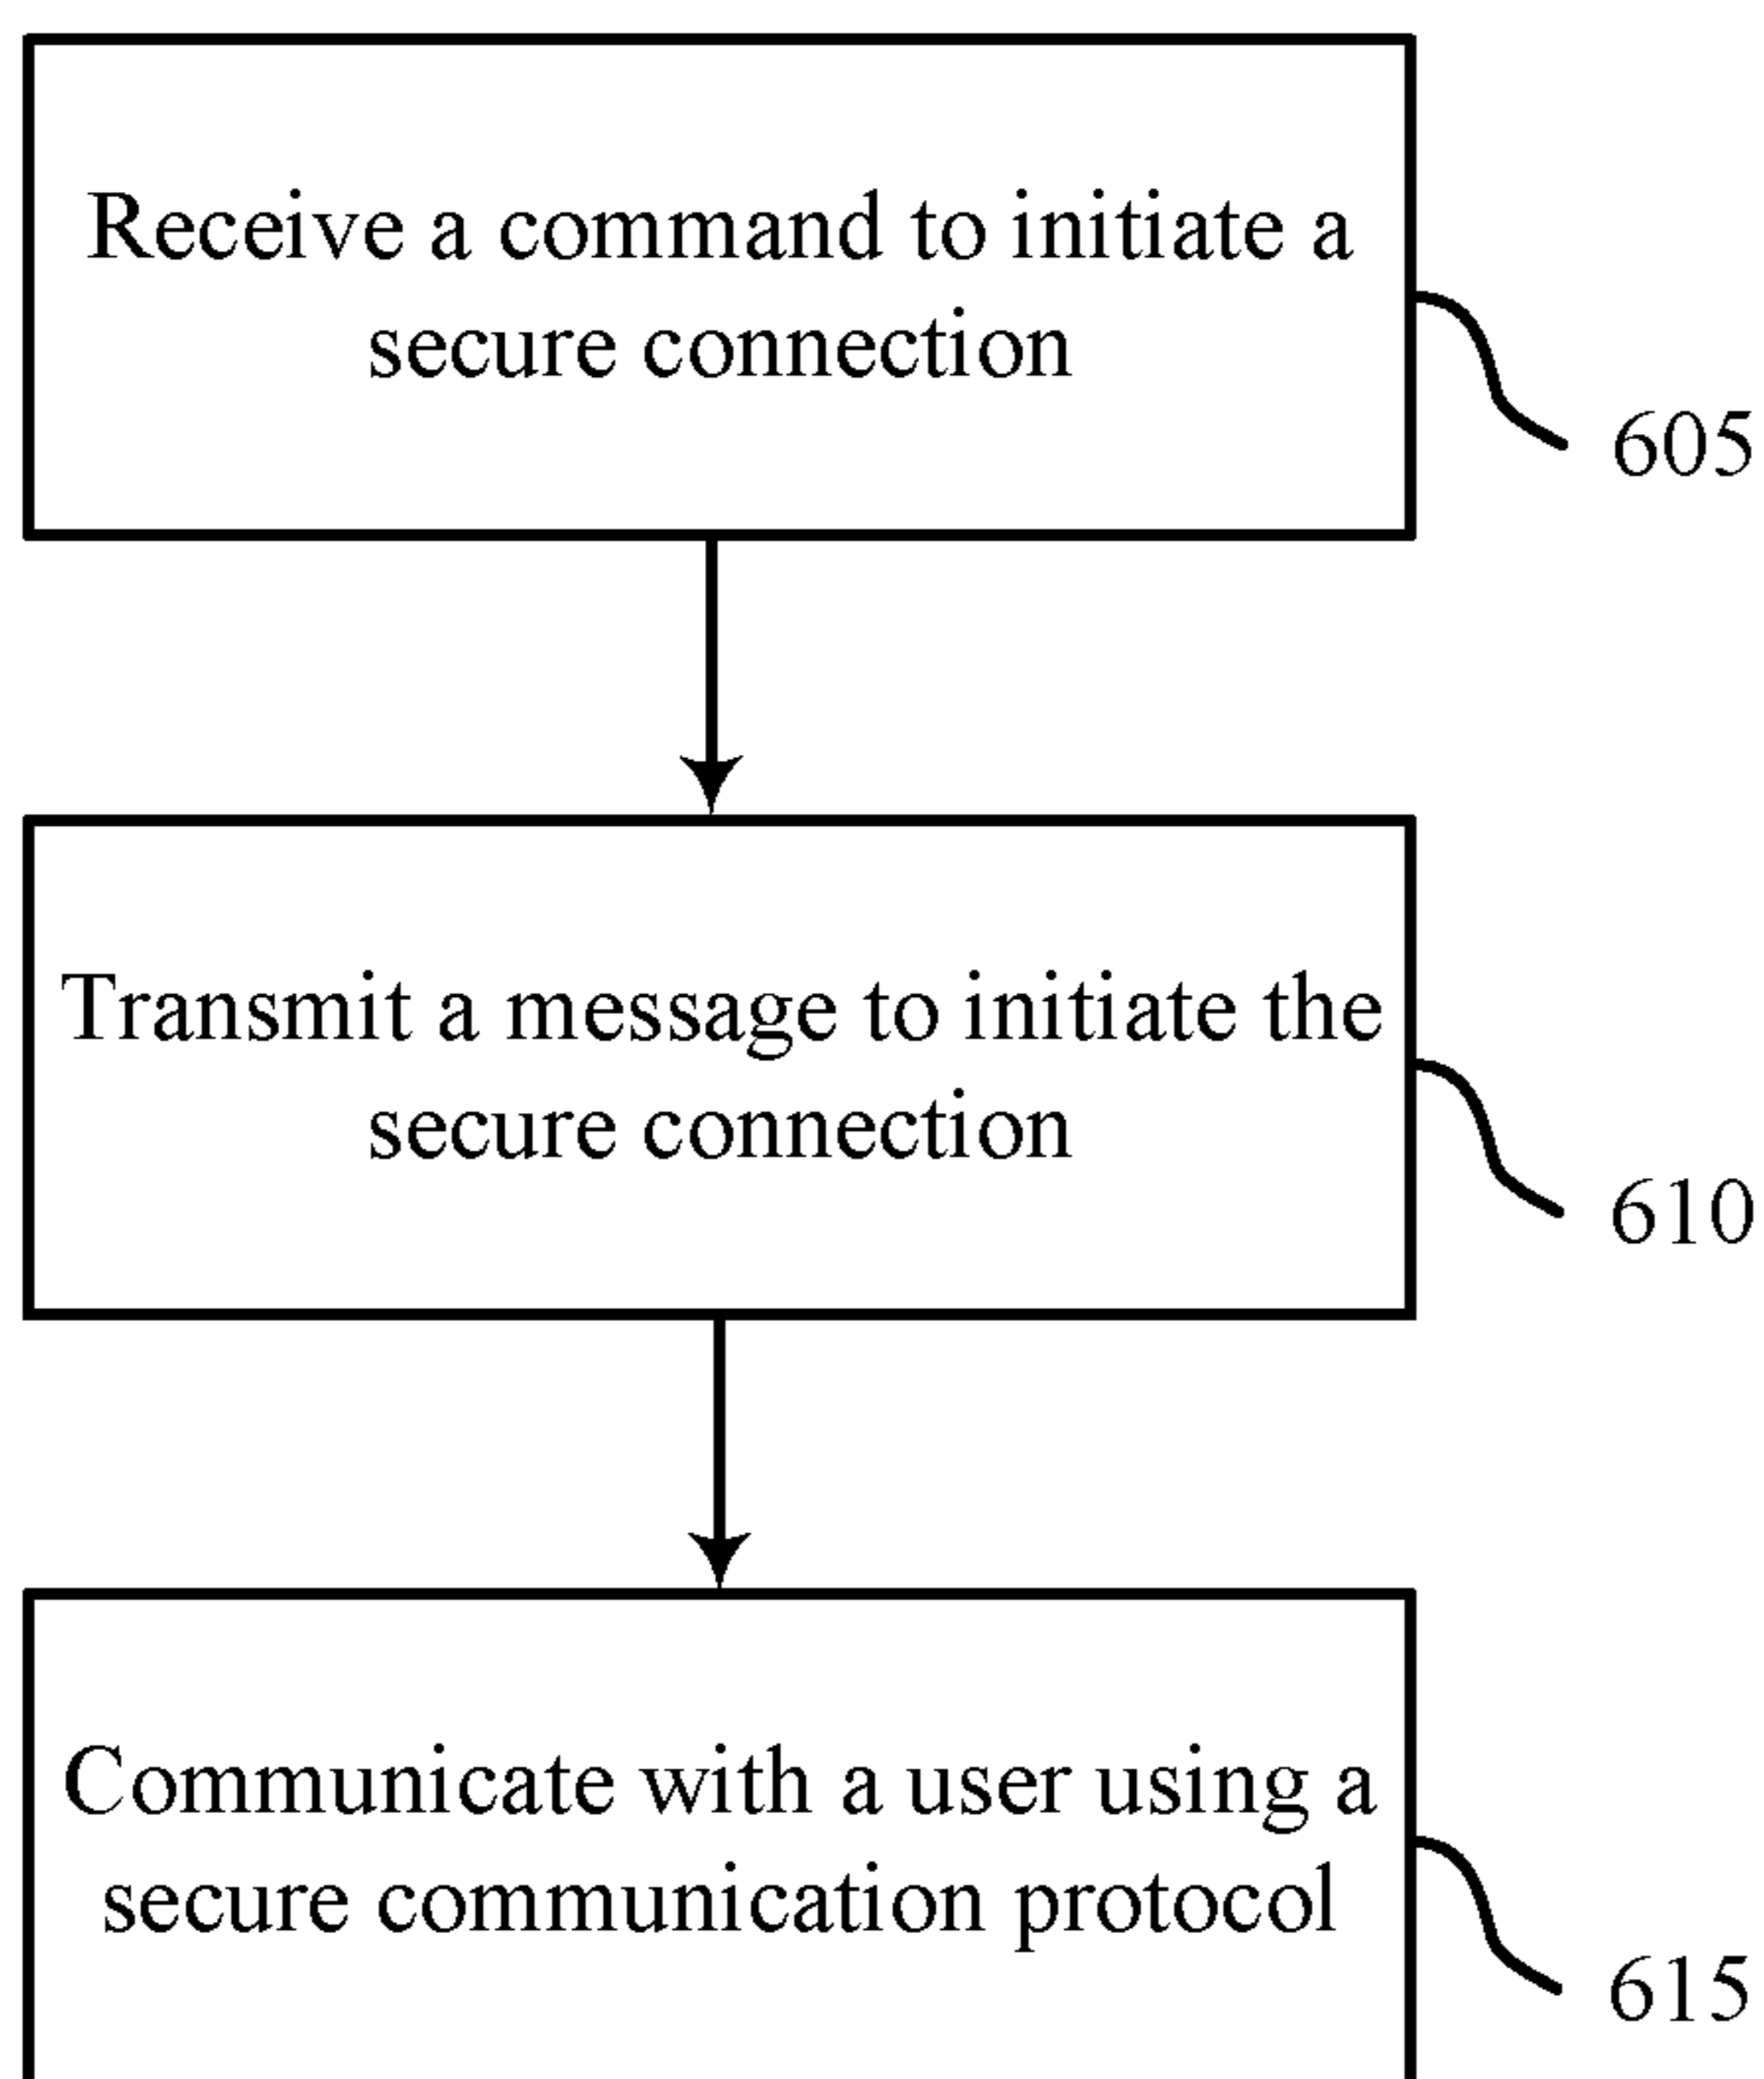 Receive a command to initiate a
secure connection
605
Transmit a message to initiate the
secure connection
610
Communicate with a user using a
secure communication protocol
615